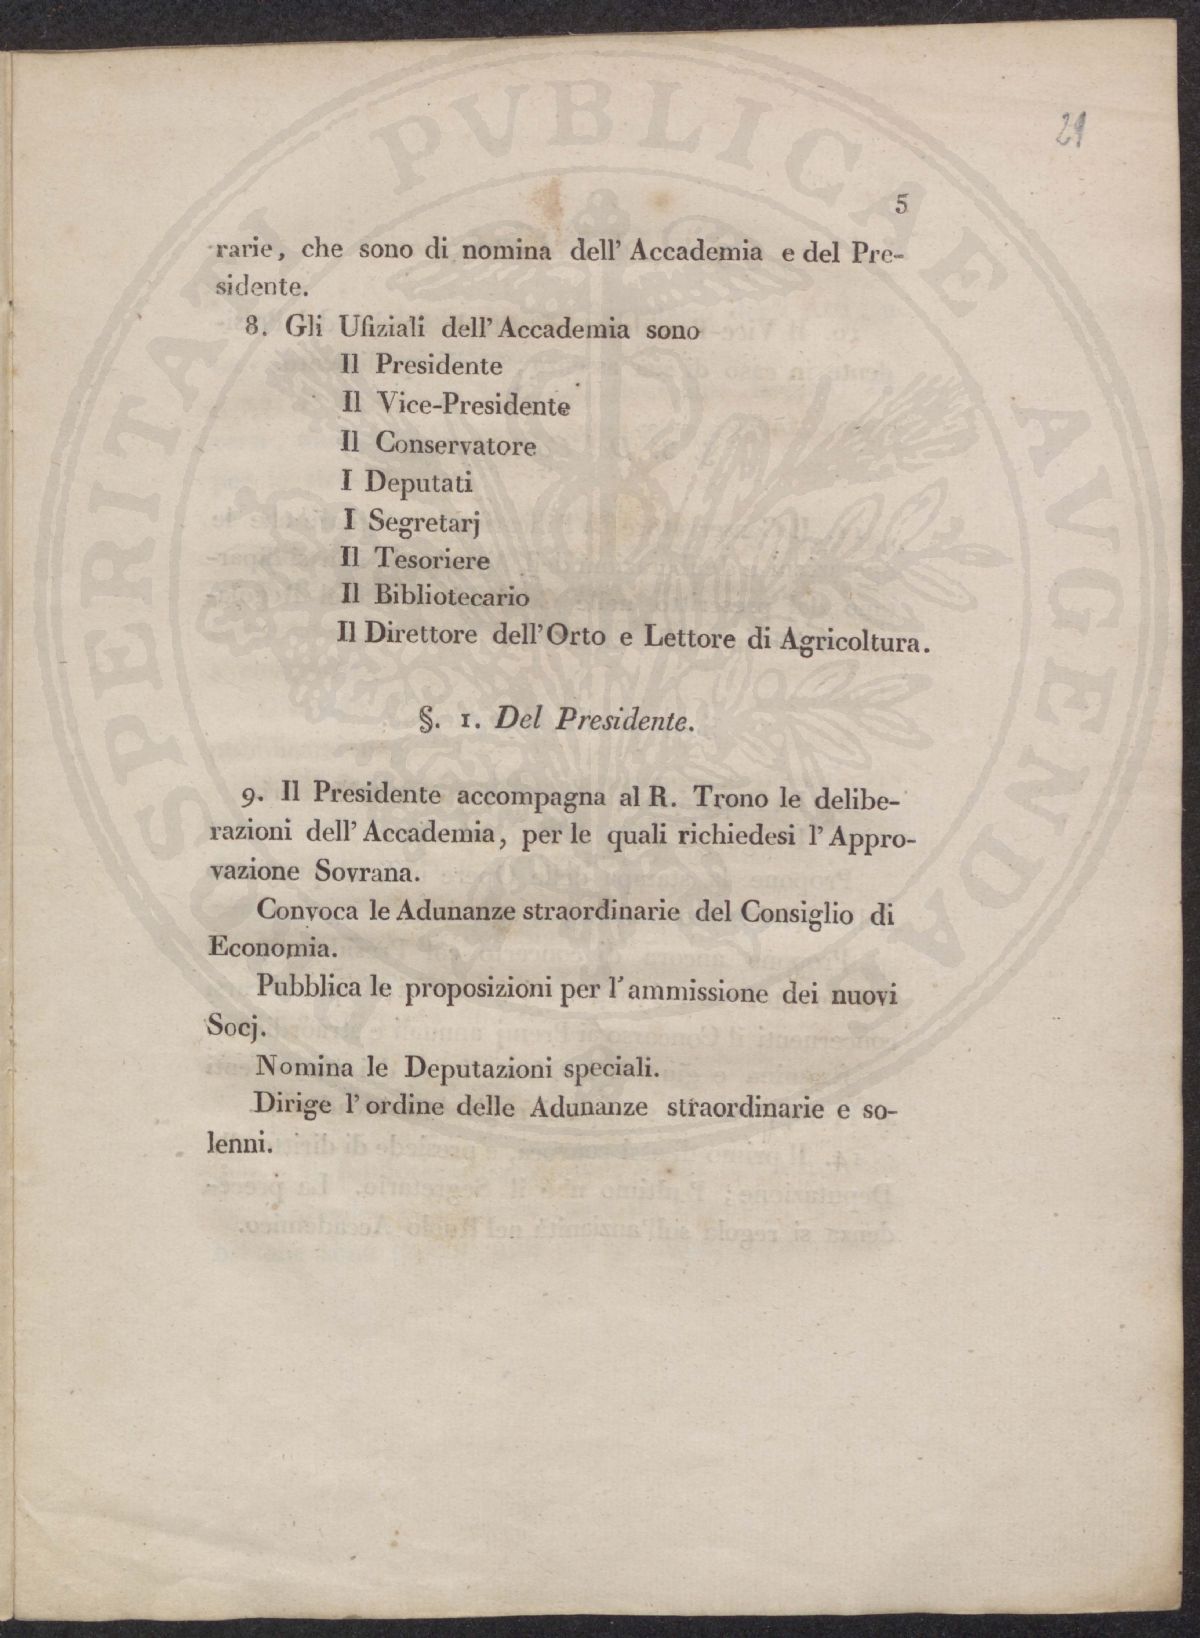 29
5
rarie, che sono di nomina dell' Accademia e del Pre-
sidente.
8. Gli Ufiziali dell' Accademia sono
Il Presidente
Il Vice-Presidente
Il Conservatore
I Deputati
I Segretarj
Il Tesoriere
Il Bibliotecario
Il Direttore dell' Orto e Lettore di Agricoltura.
§. 1. Del Presidente.
9. Il Presidente accompagna al R. Trono le delibe-
razioni dell' Accademia, per le quali richiedesi l' Appro-
vazione Sovrana.
Convoca le Adunanze straordinarie del Consiglio di
Economia.
Pubblica le proposizioni per l' ammissione dei nuovi
Socj.
Nomina le Deputazioni speciali.
Dirige l' ordine delle Adunanze straordinarie e so-
lenni.
PROSPERITATI PVBLICAE AVGENDAE